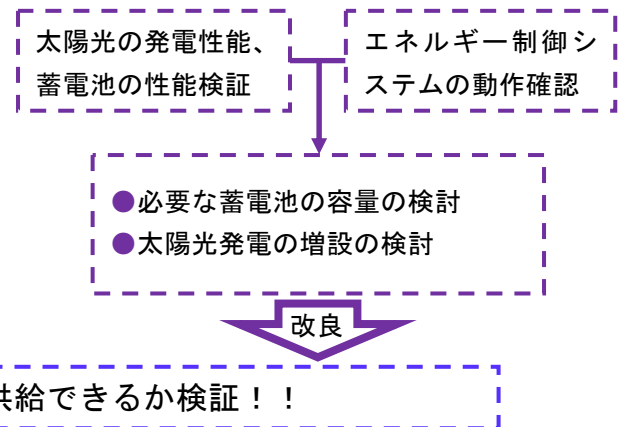 太陽光の発電性能、
蓄電池の性能検証
エネルギー制御シ
ステムの動作確認
●必要な蓄電池の容量の検討
●太陽光発電の増設の検討
改良
給できるか検証！！